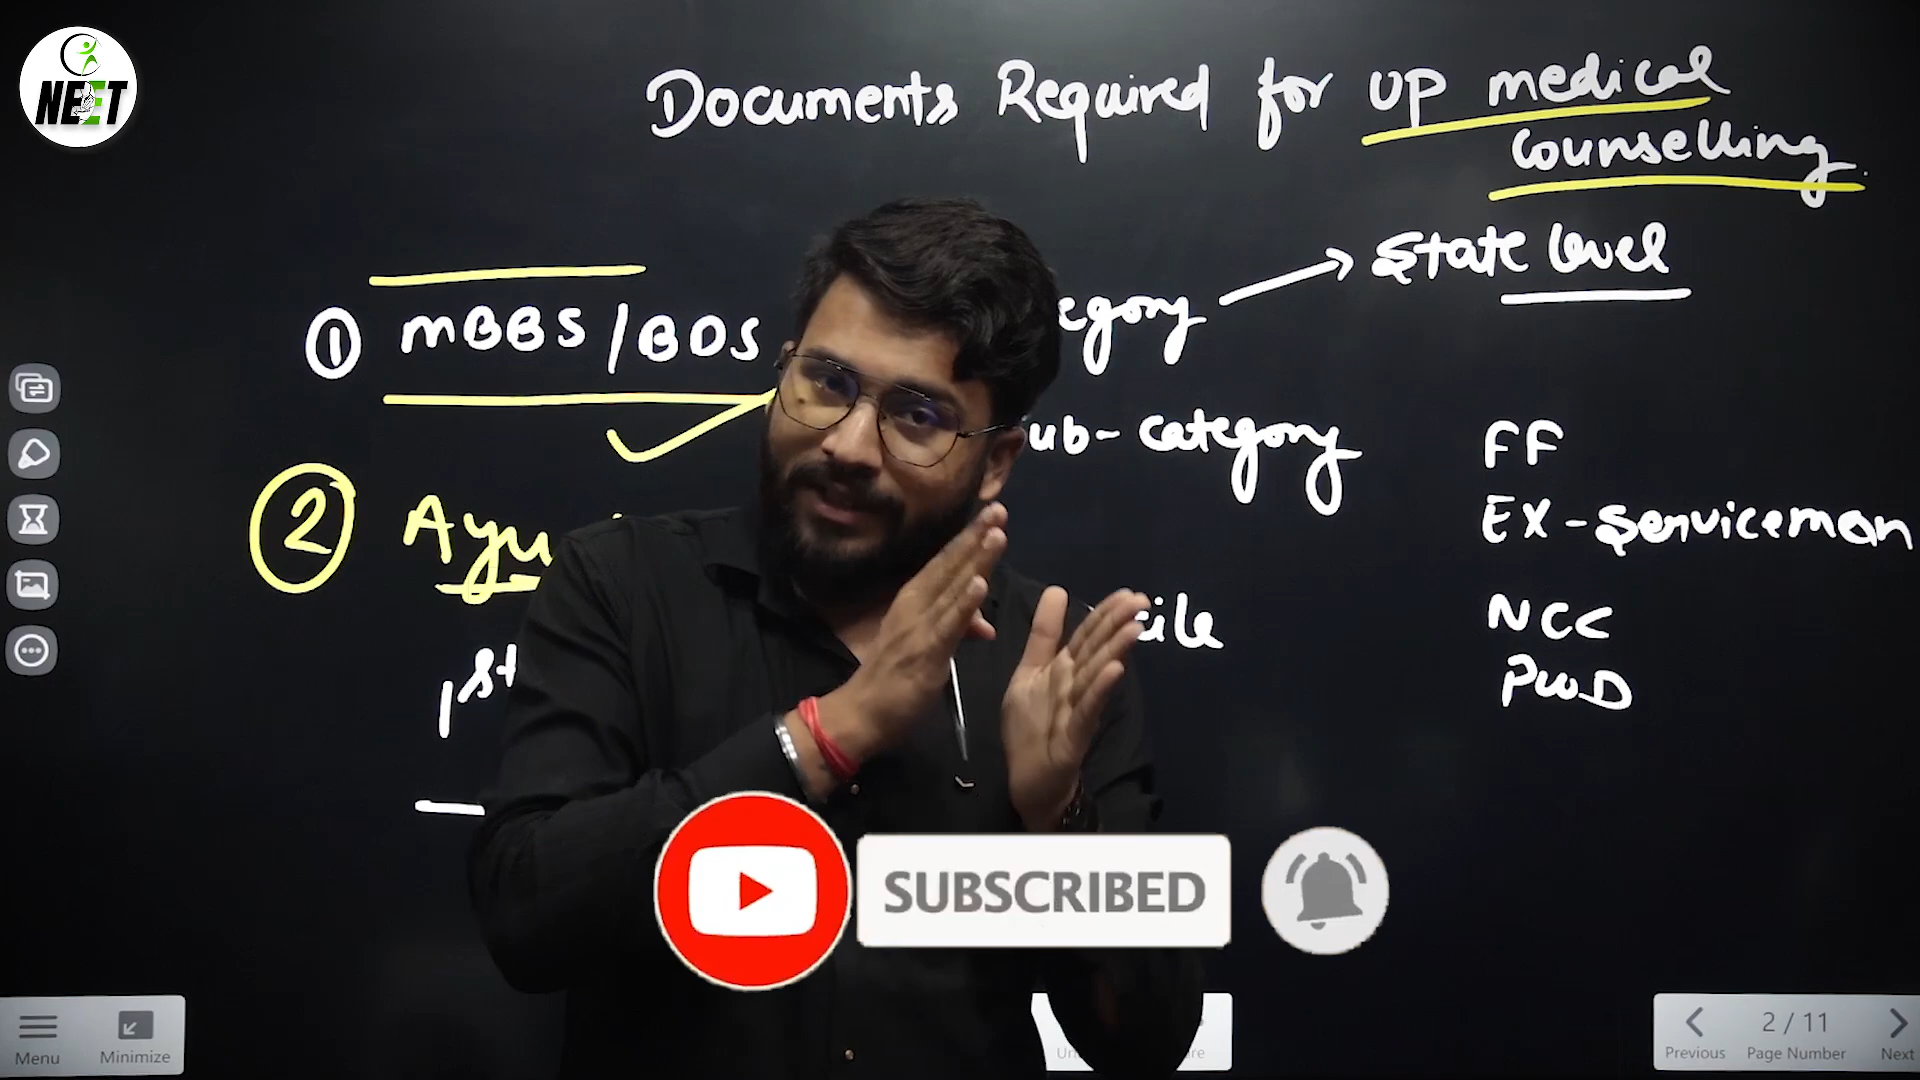 NEET
Documents Required for UP medical
counselling
state level
① MBBS / BDS
egory
ub-category
FF
② Ayu
EX-serviceman
1st
cile
NCC
PWD
SUBSCRIBED
Menu
Minimize
2 / 11
Previous
Page Number
Next